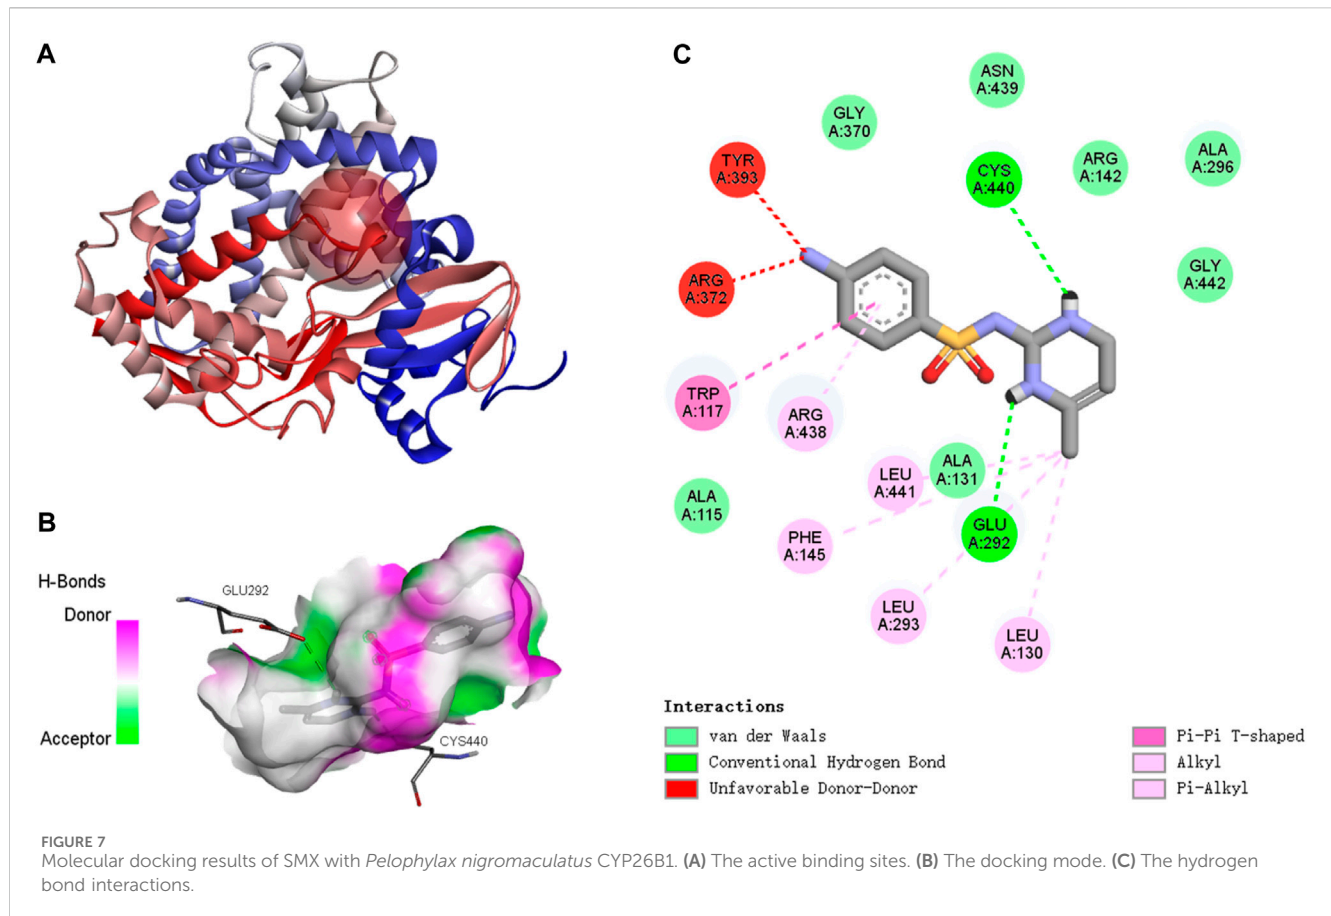 A
B
H-Bonds
Donor
Acceptor
GLU292
CYS440
C
ASN
A:439
GLY
A:370
TYR
A:393
CYS
A:440
ARG
A:142
ALA
A:296
ARG
A:372
GLY
A:442
TRP
A:117
ARG
A:438
LEU
A:441
ALA
A:131
ALA
A:115
PHE
A:145
GLU
A:292
LEU
A:293
LEU
A:130
Interactions
van der Waals
Conventional Hydrogen Bond
Unfavorable Donor-Donor
Pi-Pi T-shaped
Alkyl
Pi-Alkyl
FIGURE 7
Molecular docking results of SMX with Pelophylax nigromaculatus CYP26B1. (A) The active binding sites. (B) The docking mode. (C) The hydrogen
bond interactions.